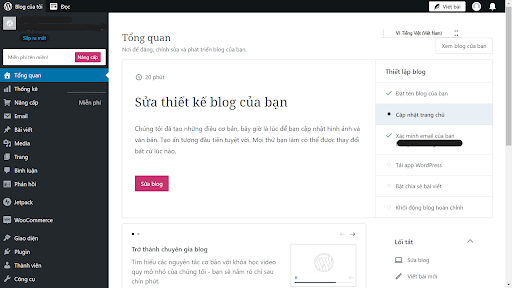 Blog của tôi
Đọc
Viết bài
Sắp ra mắt
Miễn phí tên miền!
Nâng cấp
Tổng quan
Thống kê
Nâng cấp Miễn phí
Email
Bài viết
Media
Trang
Bình luận
Phản hồi
Jetpack
WooCommerce
Giao diện
Plugin
Thành viên
Công cụ
Tổng quan
Nơi để đăng, chỉnh sửa và phát triển blog của bạn.
VI Tiếng Việt (Việt Nam)
Xem blog của bạn
20 phút
Sửa thiết kế blog của bạn
Chúng tôi đã tạo những điều cơ bản, bây giờ là lúc để bạn cập nhật hình ảnh và
văn bản. Tạo ấn tượng đầu tiên tuyệt vời. Mọi thứ bạn làm có thể được thay đổi
bất cứ lúc nào.
Sửa blog
Thiết lập blog
Đặt tên blog của bạn
Cập nhật trang chủ
Xác minh email của bạn
Tải app WordPress
Bật chia sẻ bài viết
Khởi động blog hoàn chỉnh
Trở thành chuyên gia blog
Tìm hiểu các nguyên tắc cơ bản với khóa học video
quy mô nhỏ của chúng tôi - bạn sẽ nắm rõ chỉ sau
chín phút.
Lối tắt
Sửa blog
Viết bài mới